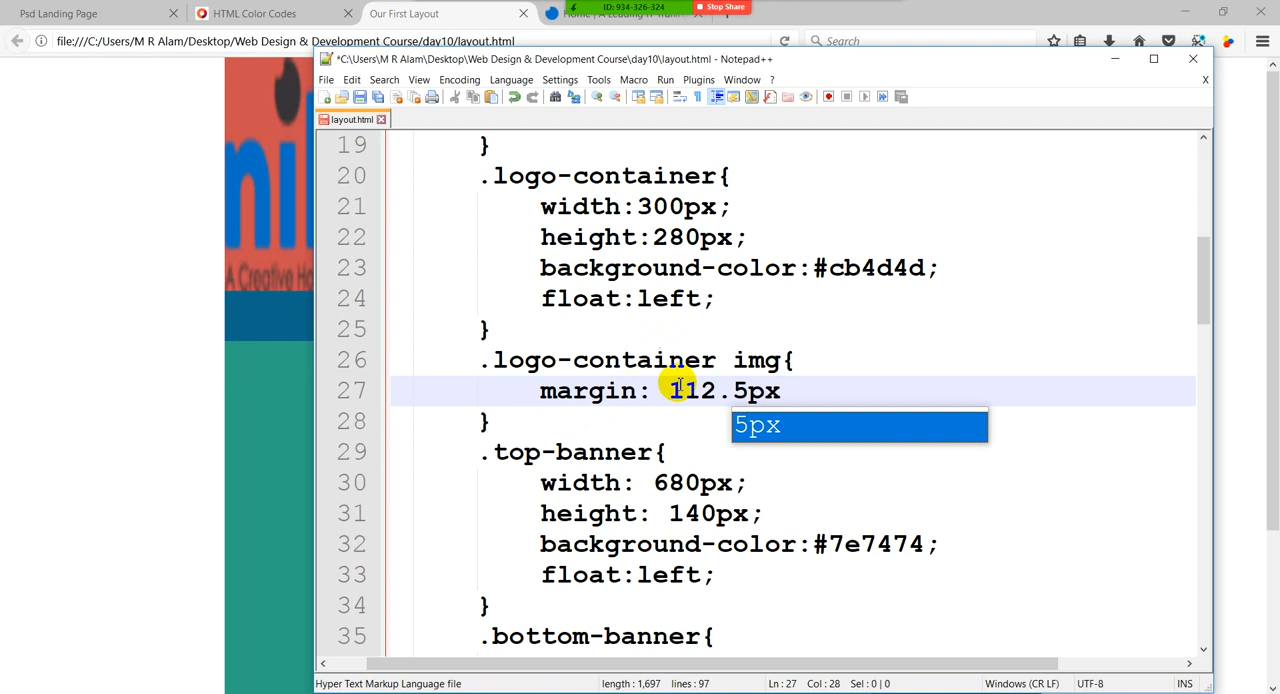 Psd Landing Page
HTML Color Codes
Our First Layout
ID: 934-326-324
Stop Share
file:///C:/Users/M R Alam/Desktop/Web Design & Development Course/day10/layout.html
Search
*C:\Users\M R Alam\Desktop\Web Design & Development Course\day10\layout.html - Notepad++
File Edit Search View Encoding Language Settings Tools Macro Run Plugins Window ?
X
layout.html
19 }
20 .logo-container{
21 width:300px;
22 height:280px;
23 background-color:#cb4d4d;
24 float:left;
25 }
26 .logo-container img{
27 margin: 112.5px
28 }
5px
29 .top-banner{
30 width: 680px;
31 height: 140px;
32 background-color:#7e7474;
33 float:left;
34 }
35 .bottom-banner{
A Creative Ho
Hyper Text Markup Language file
length : 1,697 lines : 97
Ln : 27 Col : 28 Sel : 0 | 0
Windows (CR LF)
UTF-8
INS